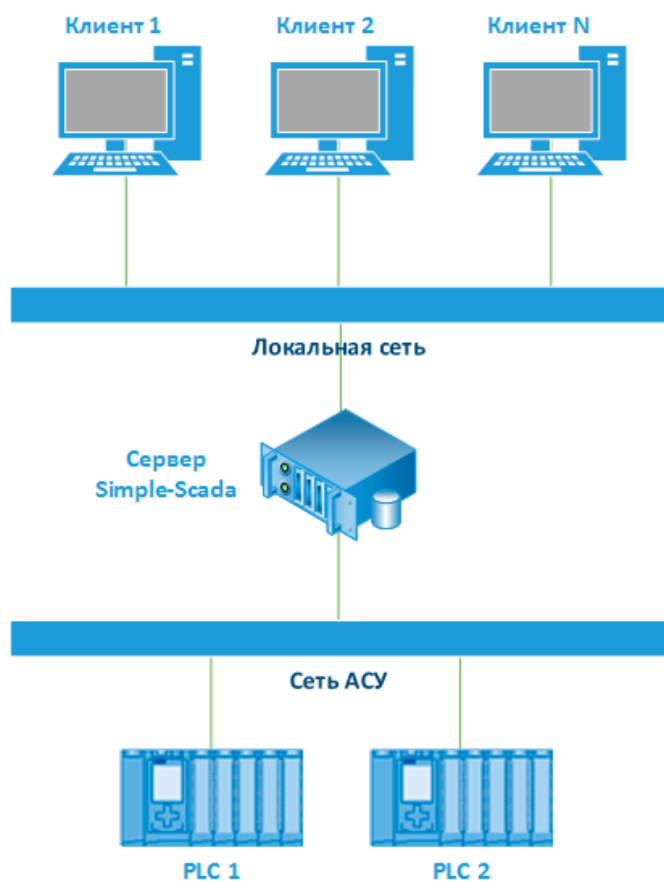 Клиент 1
Клиент 2
Клиент N
Локальная сеть
Сервер
Simple-Scada
Сеть АСУ
PLC 1
PLC 2